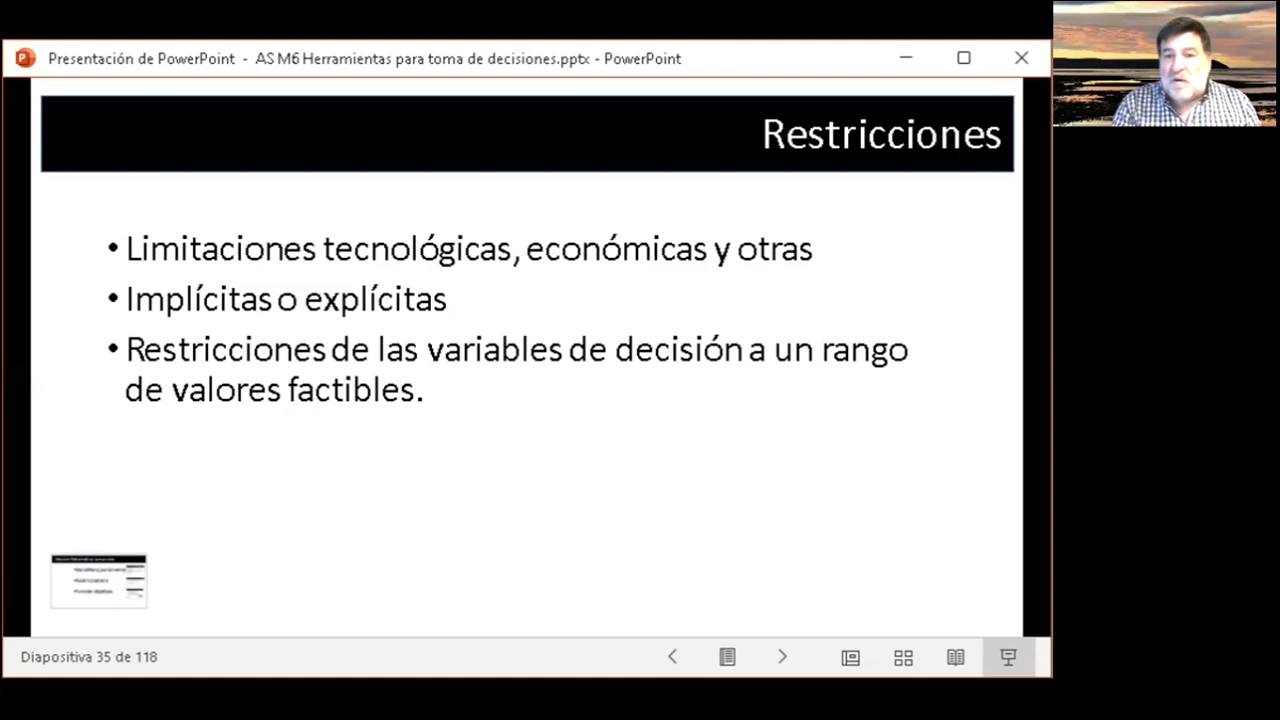 Presentación de PowerPoint - AS M6 Herramientas para toma de decisiones.pptx - PowerPoint
Restricciones
• Limitaciones tecnológicas, económicas y otras
• Implícitas o explícitas
• Restricciones de las variables de decisión a un rango
de valores factibles.
Diapositiva 35 de 118